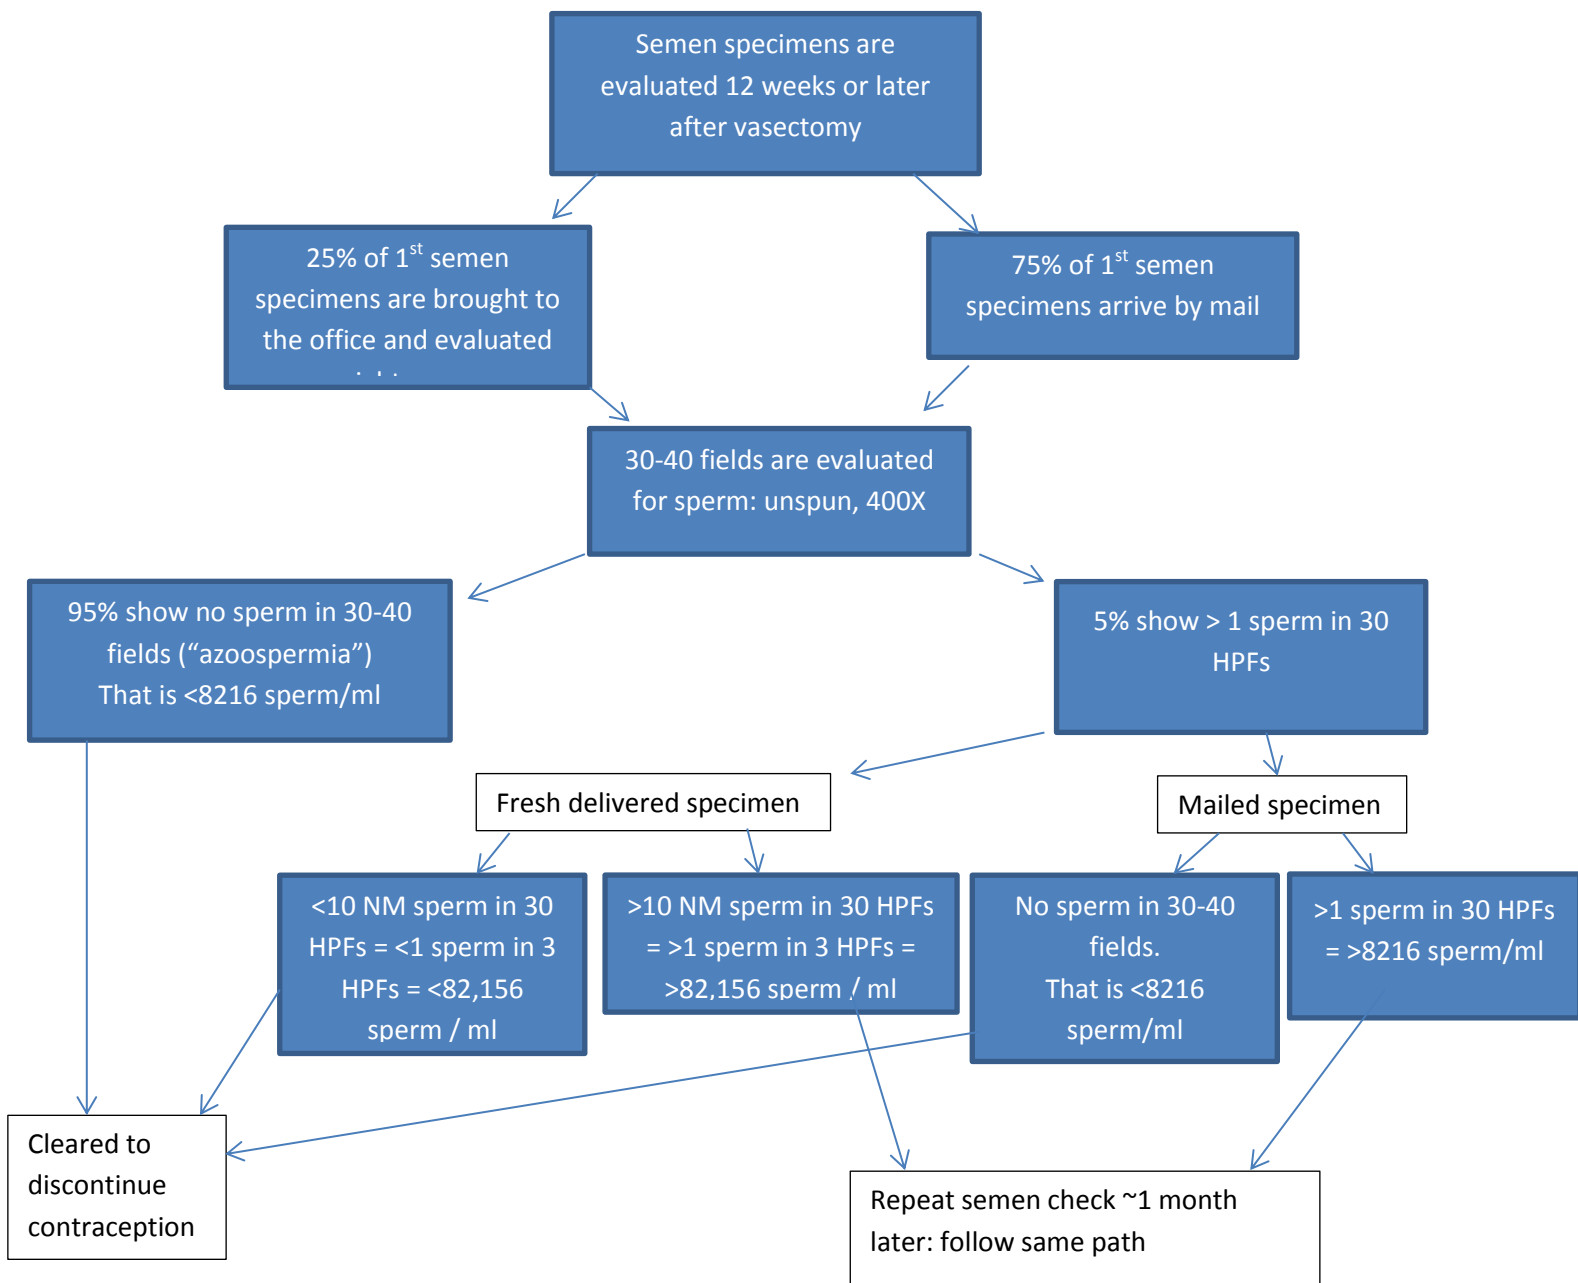 Semen specimens are
evaluated 12 weeks or later
after vasectomy
25% of 1st semen
specimens are brought to
the office and evaluated
75% of 1st semen
specimens arrive by mail
30-40 fields are evaluated
for sperm: unspun, 400X
95% show no sperm in 30-40
fields (“azoospermia”)
That is <8216 sperm/ml
5% show > 1 sperm in 30
HPFs
Fresh delivered specimen
Mailed specimen
<10 NM sperm in 30
HPFs = <1 sperm in 3
HPFs = <82,156
sperm / ml
>10 NM sperm in 30 HPFs
= >1 sperm in 3 HPFs =
>82,156 sperm / ml
No sperm in 30-40
fields.
That is <8216
sperm/ml
>1 sperm in 30 HPFs
= >8216 sperm/ml
Cleared to
discontinue
contraception
Repeat semen check ~1 month
later: follow same path